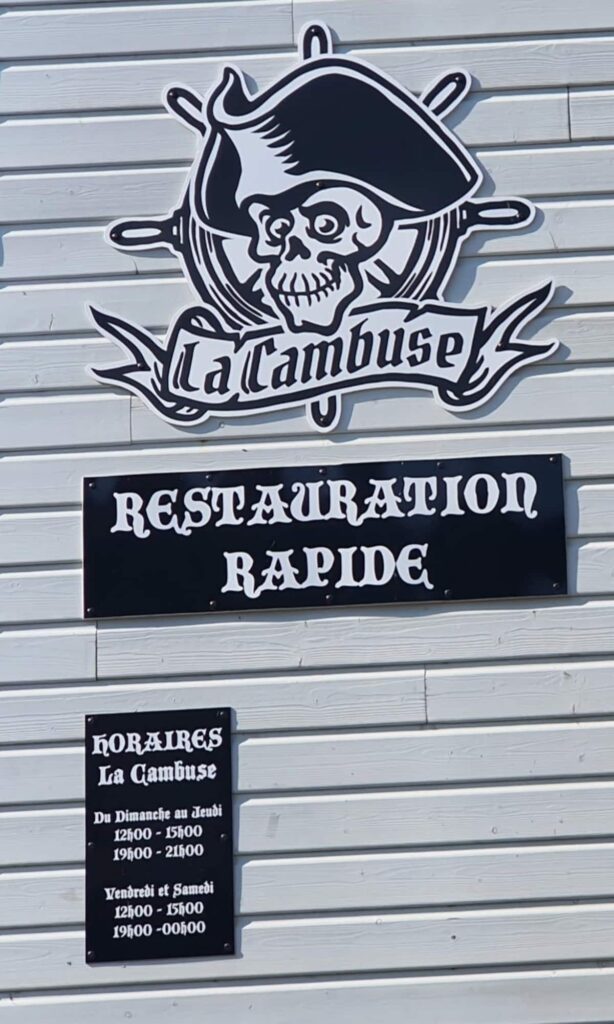 La Cambuse
RESTAURATION
RAPIDE
HORAIRES
La Cambuse
Du Dimanche au Jeudi
12h00 - 15h00
19h00 - 21h00
Vendredi et Samedi
12h00 - 15h00
19h00 -00h00